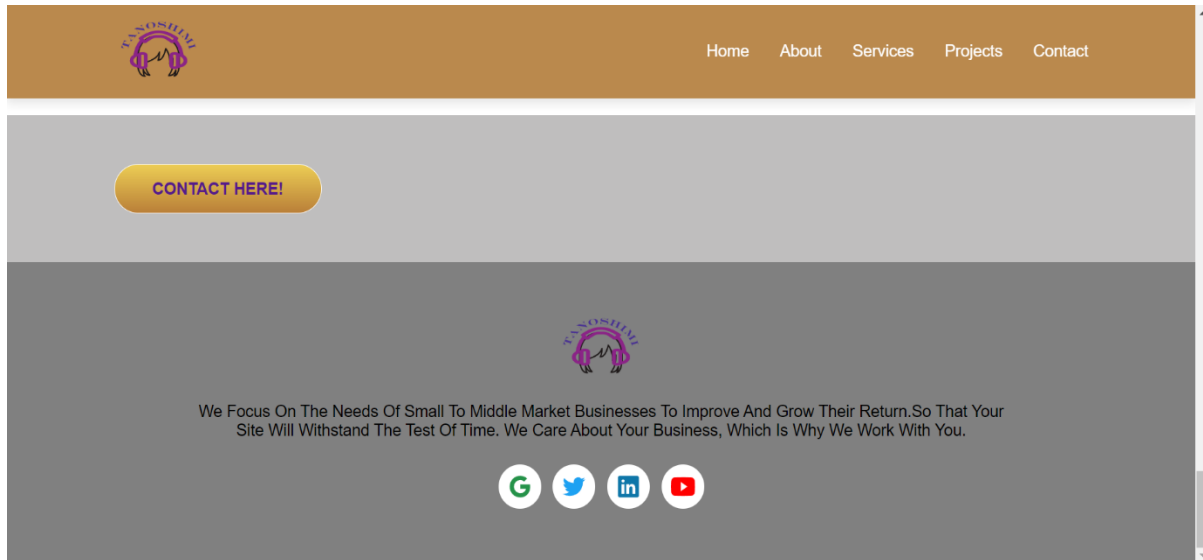 TANOSHIMI
Home About Services Projects Contact
CONTACT HERE!
TANOSHIMI
We Focus On The Needs Of Small To Middle Market Businesses To Improve And Grow Their Return.So That Your
Site Will Withstand The Test Of Time. We Care About Your Business, Which Is Why We Work With You.
G
in